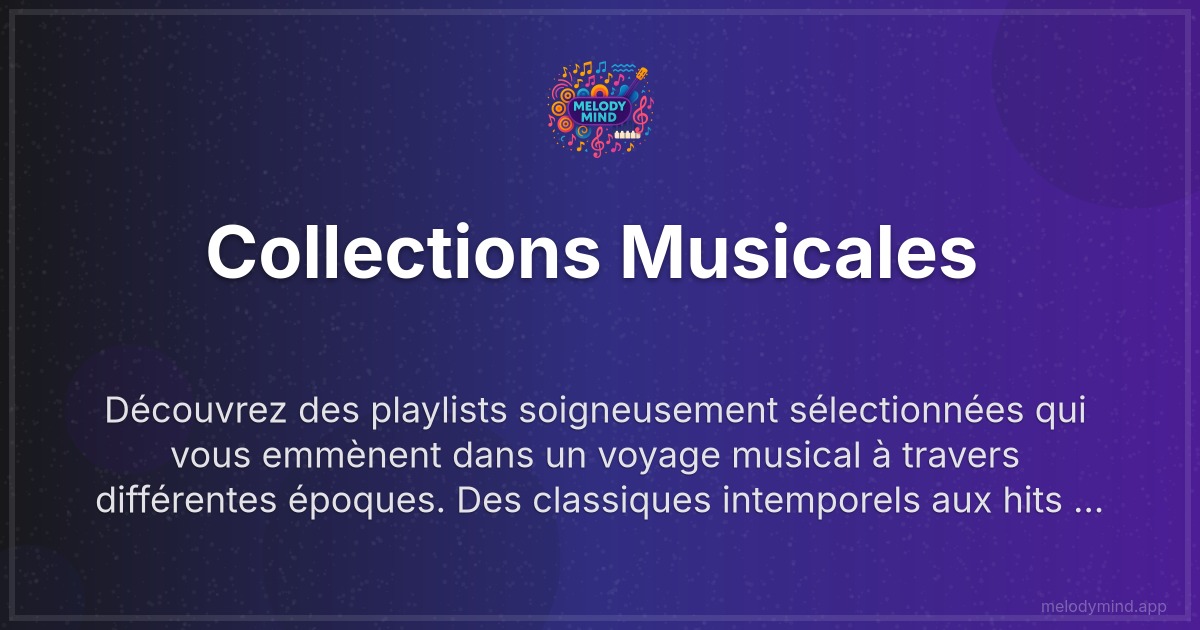 MELODY
MIND
Collections Musicales
Découvrez des playlists soigneusement sélectionnées qui
vous emmènent dans un voyage musical à travers
différentes époques. Des classiques intemporels aux hits ...
melodymind.app